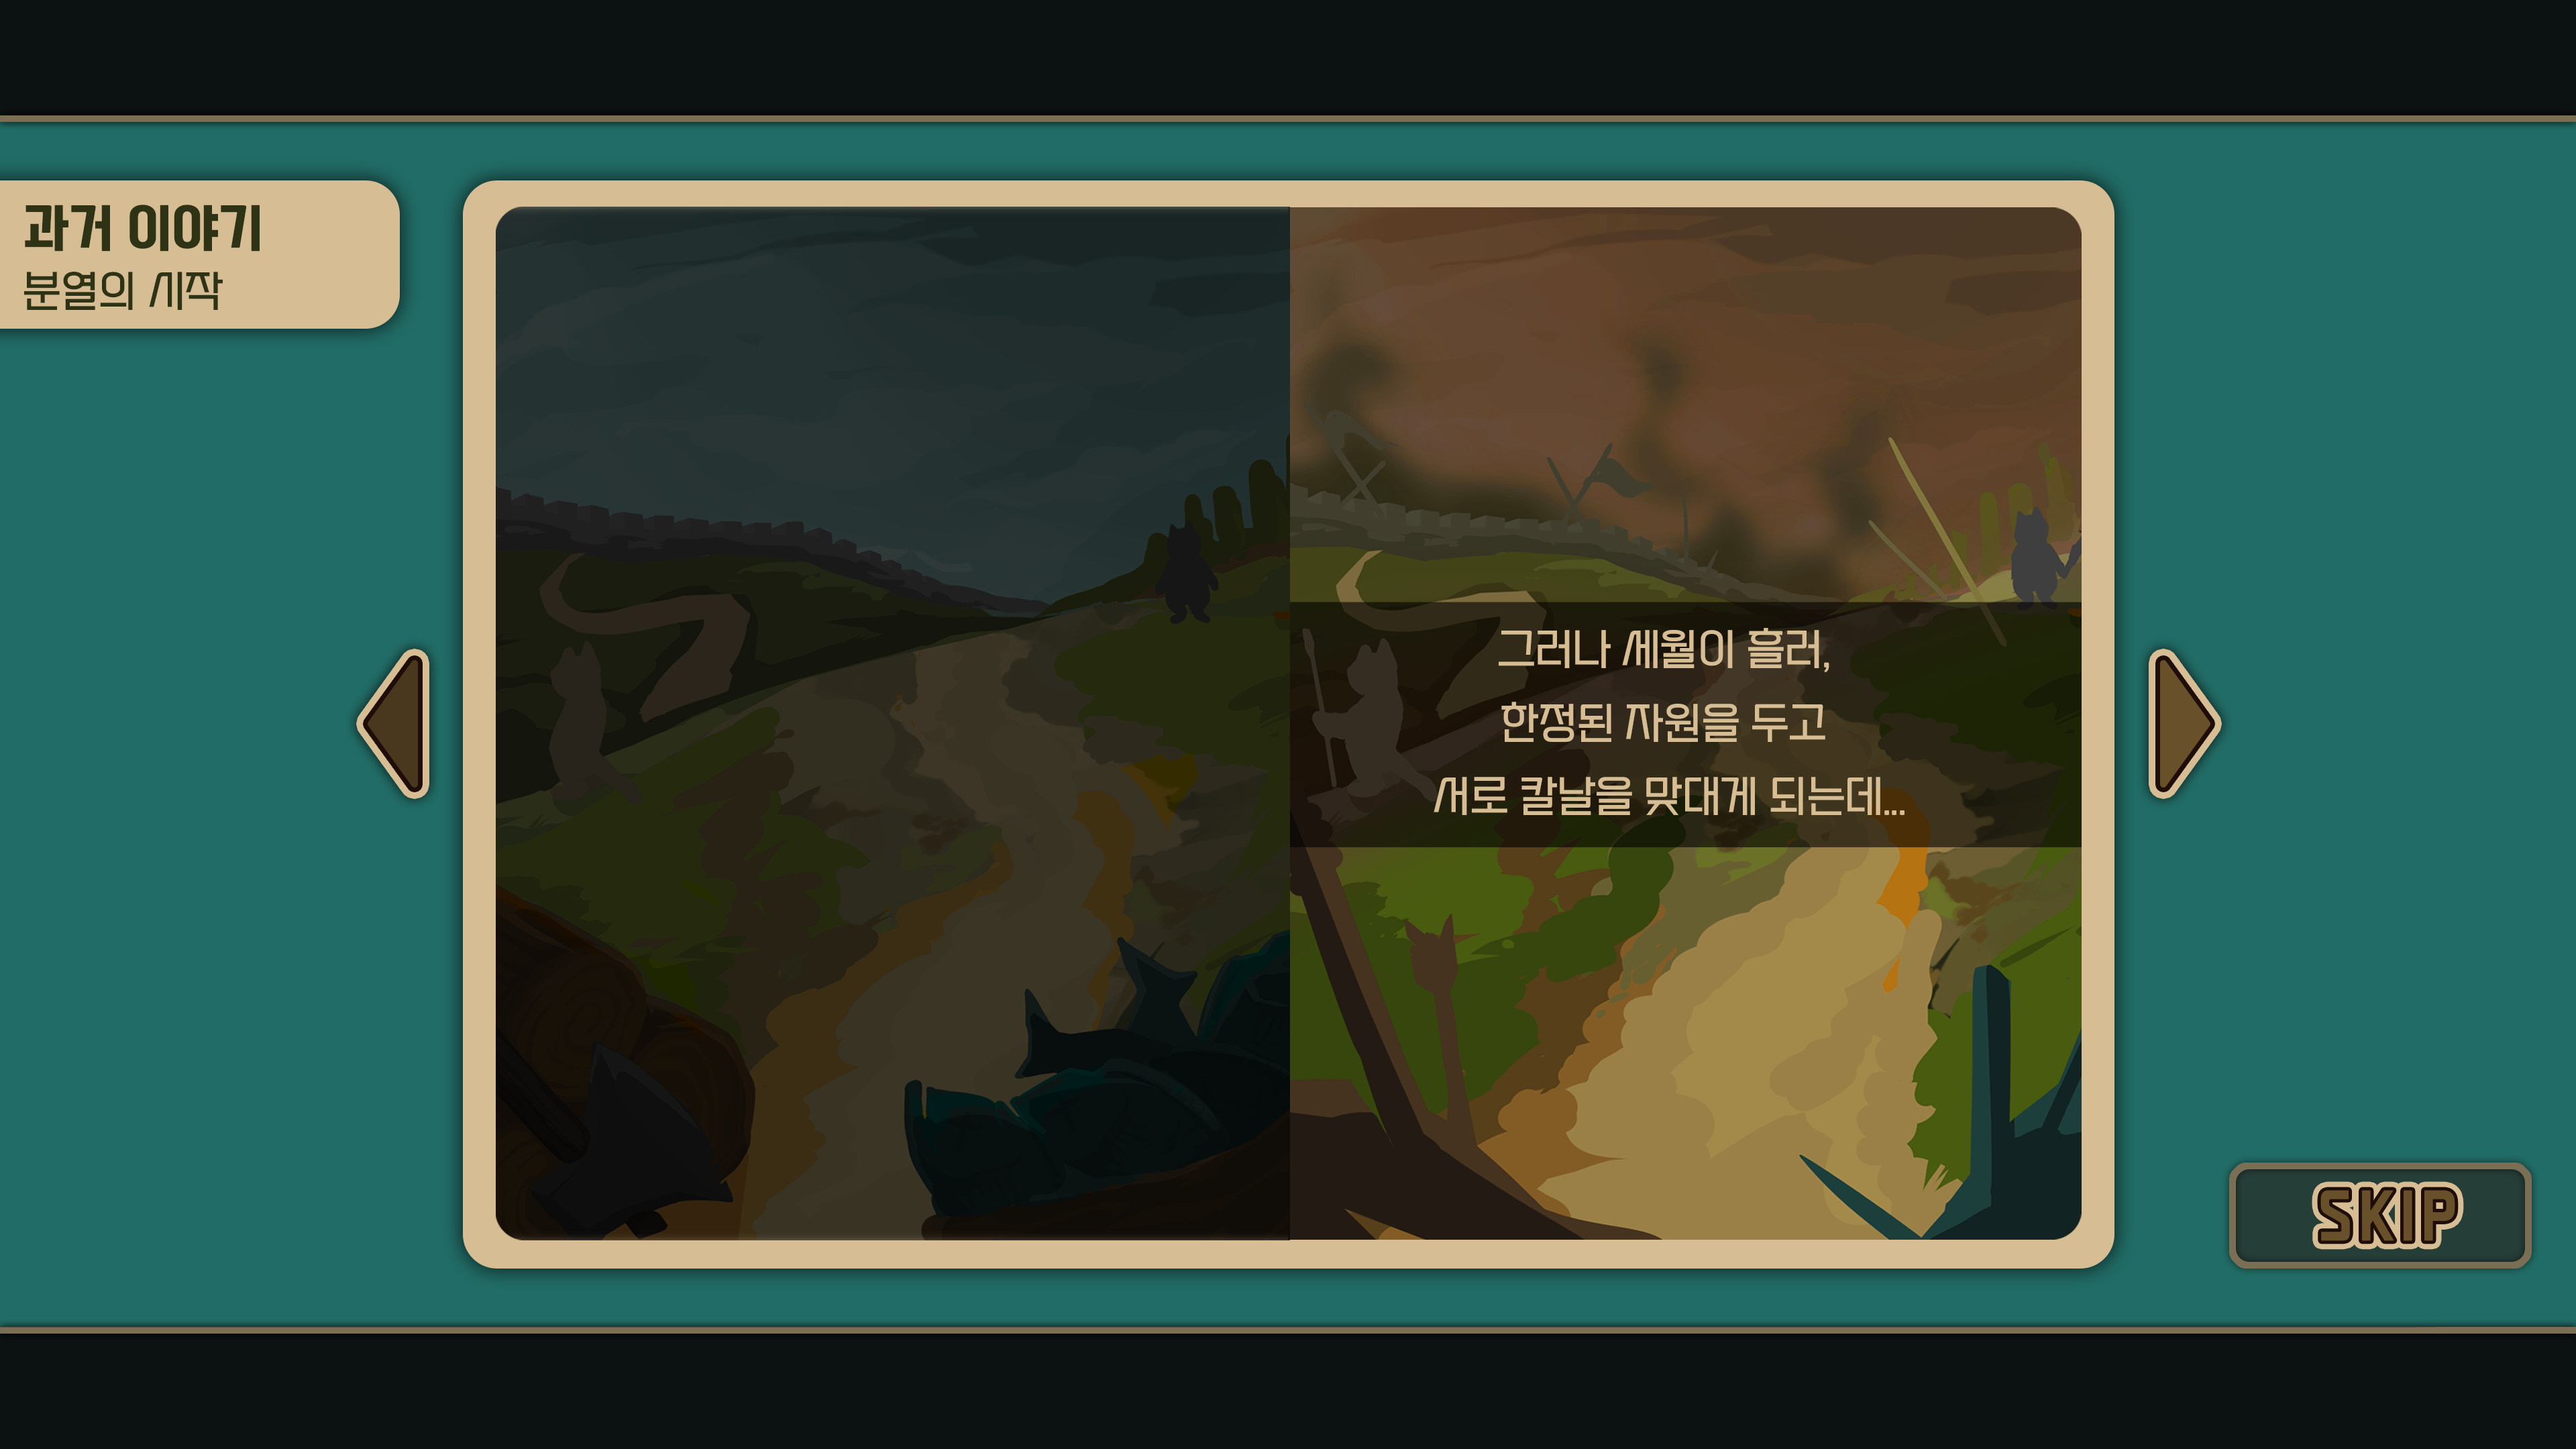 과거 이야기
분열의 시작
그러나 세월이 흘러,
한정된 자원을 두고
서로 칼날을 맞대게 되는데...
SKIP